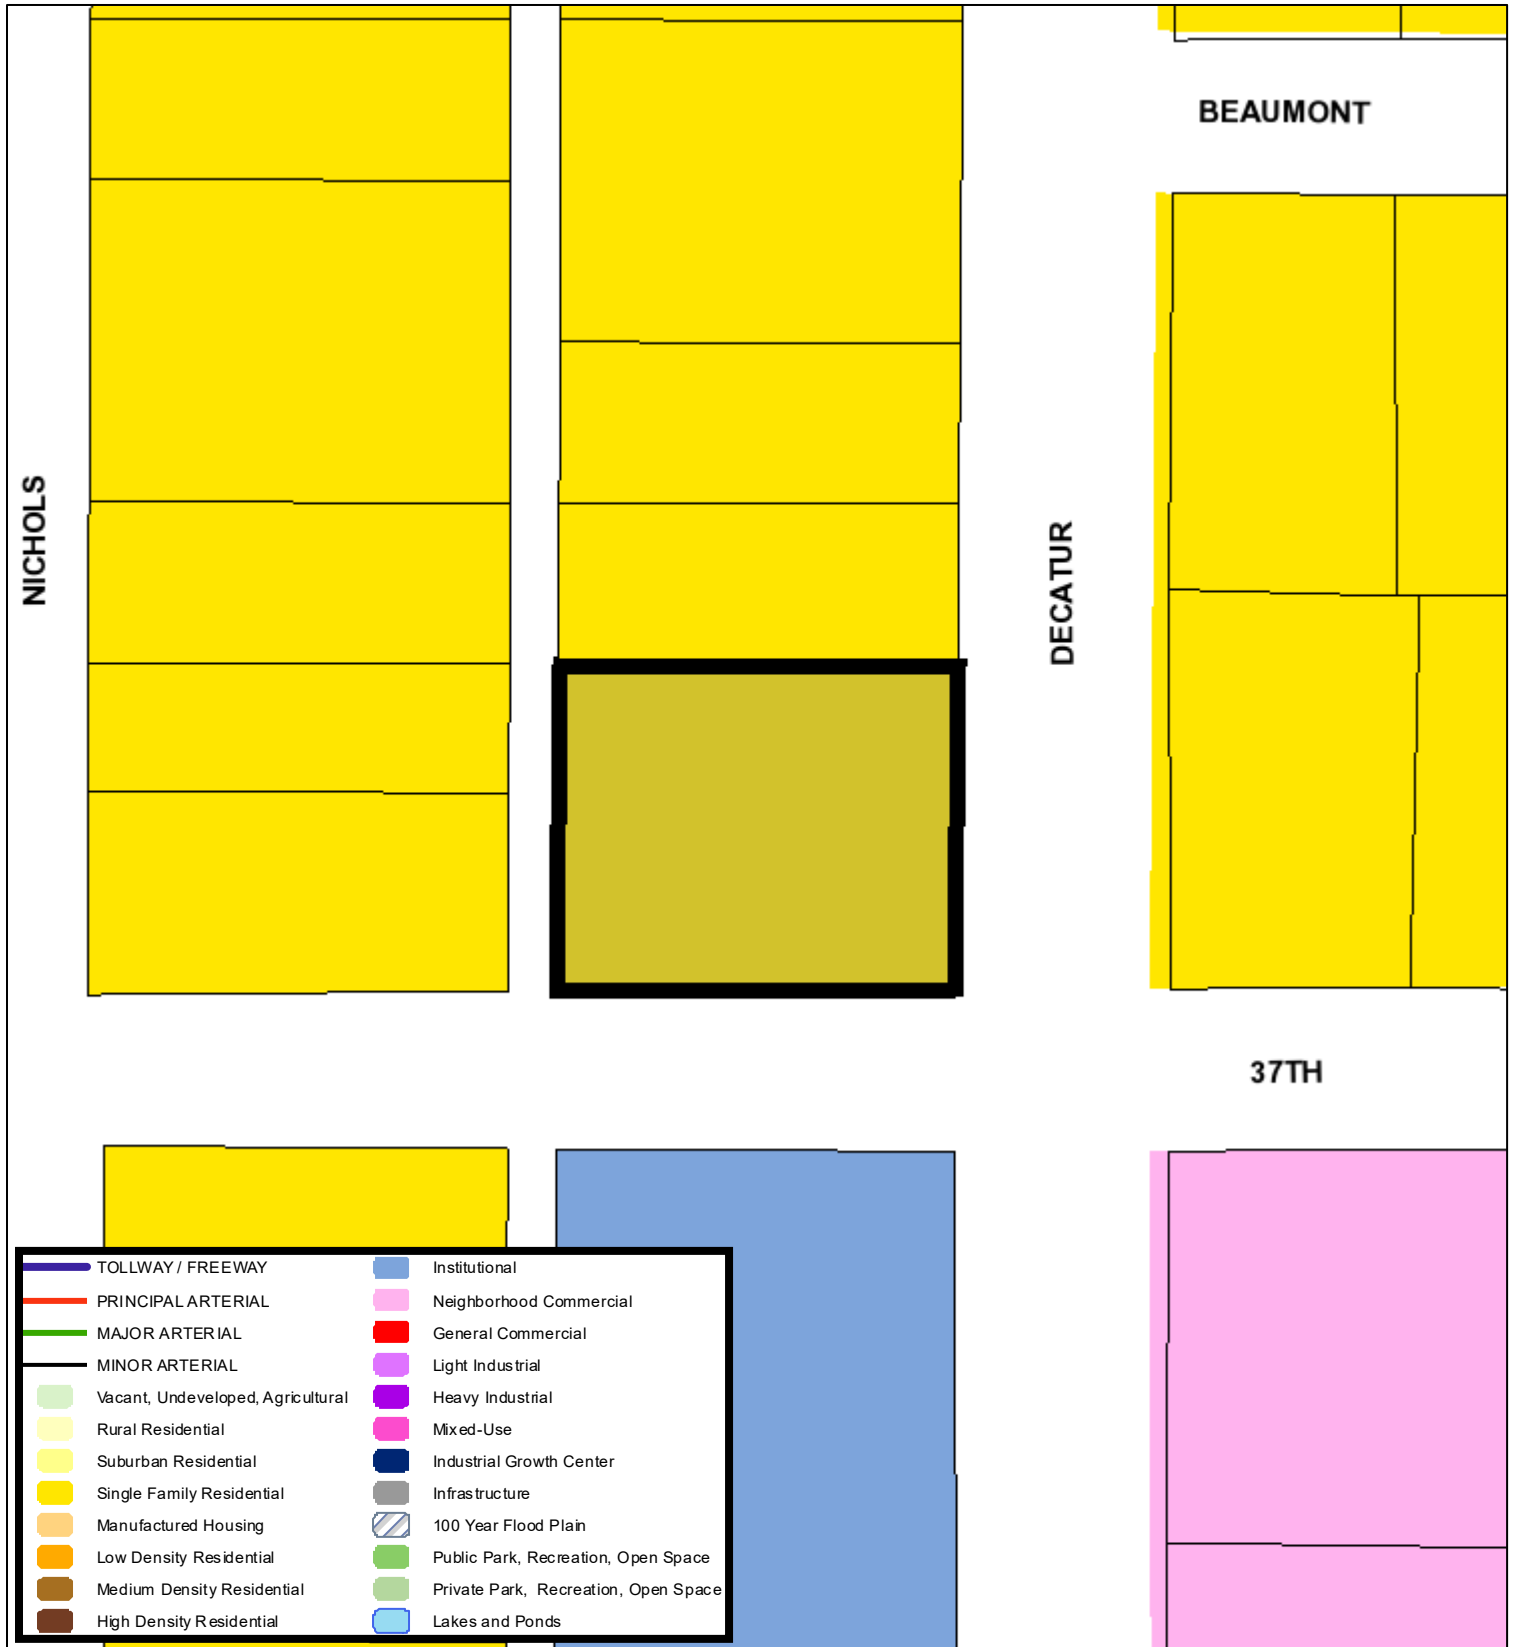 BEAUMONT
NICHOLS
DECATUR
37TH
TOLLWAY / FREEWAY
PRINCIPAL ARTERIAL
MAJOR ARTERIAL
MINOR ARTERIAL
Vacant, Undeveloped, Agricultural
Rural Residential
Suburban Residential
Single Family Residential
Manufactured Housing
Low Density Residential
Medium Density Residential
High Density Residential
Institutional
Neighborhood Commercial
General Commercial
Light Industrial
Heavy Industrial
Mixed-Use
Industrial Growth Center
Infrastructure
100 Year Flood Plain
Public Park, Recreation, Open Space
Private Park, Recreation, Open Space
Lakes and Ponds